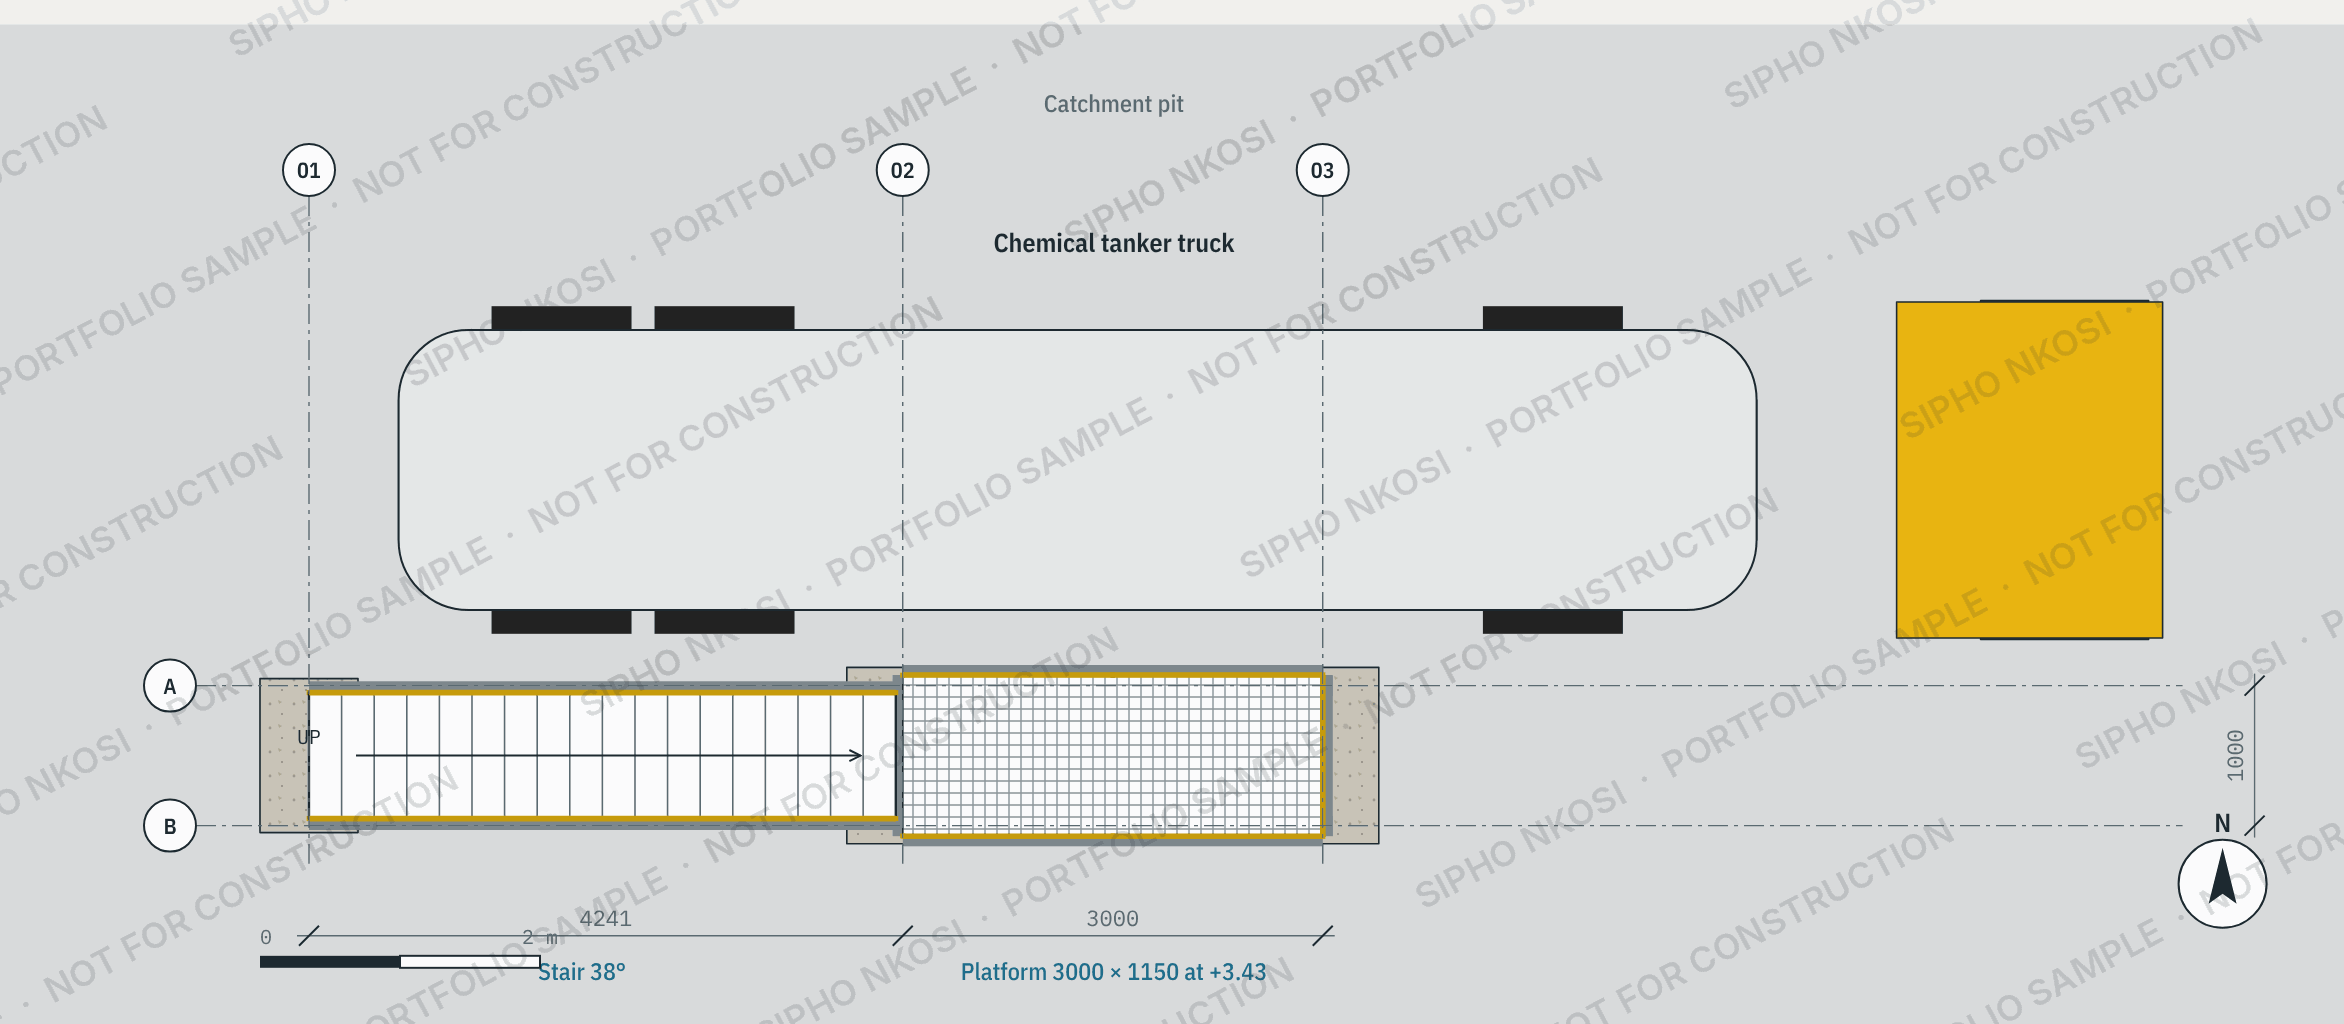 Catchment pit
01
02
03
Chemical tanker truck
A
UP
B
1000
N
4241
3000
0
2 m
Stair 38°
Platform 3000 × 1150 at +3.43
SIPHO NKOSI · PORTFOLIO SAMPLE · NOT FOR CONSTRUCTION